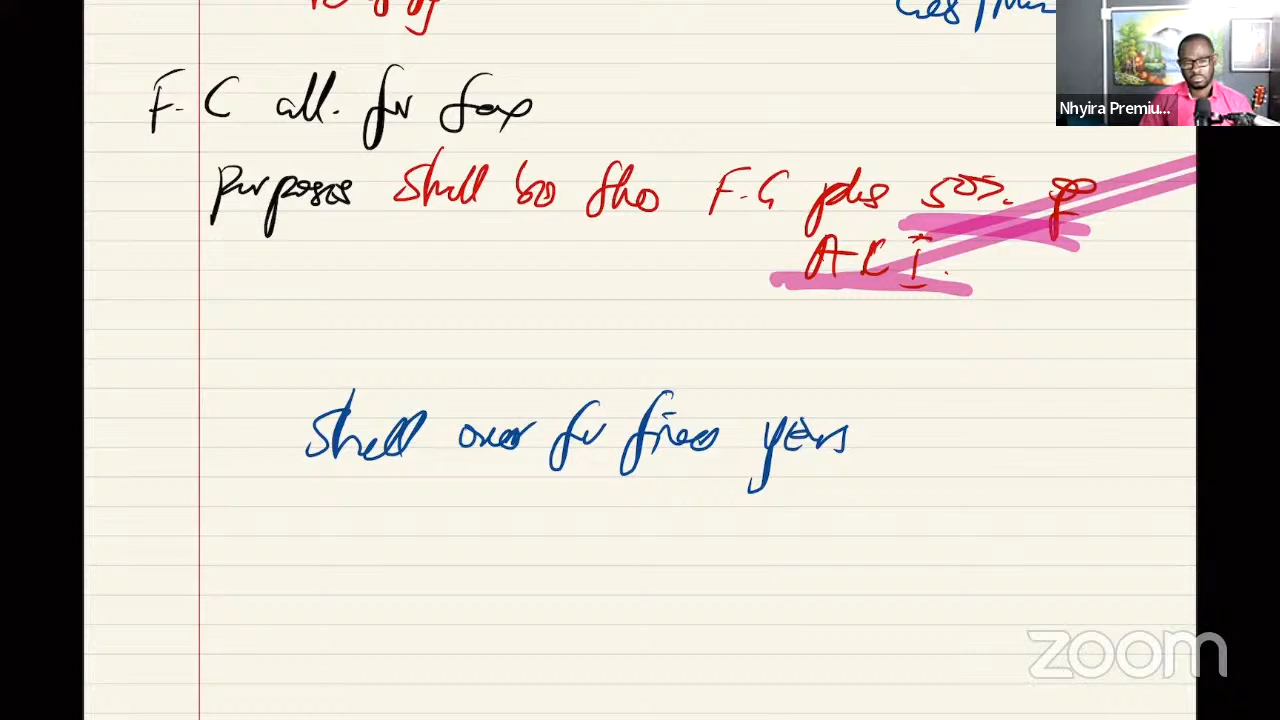 F.C all. for tax
purposes shall be the F.C plus 50% of
ACI.
shall over for five years
Nhyira Premiu...
zoom